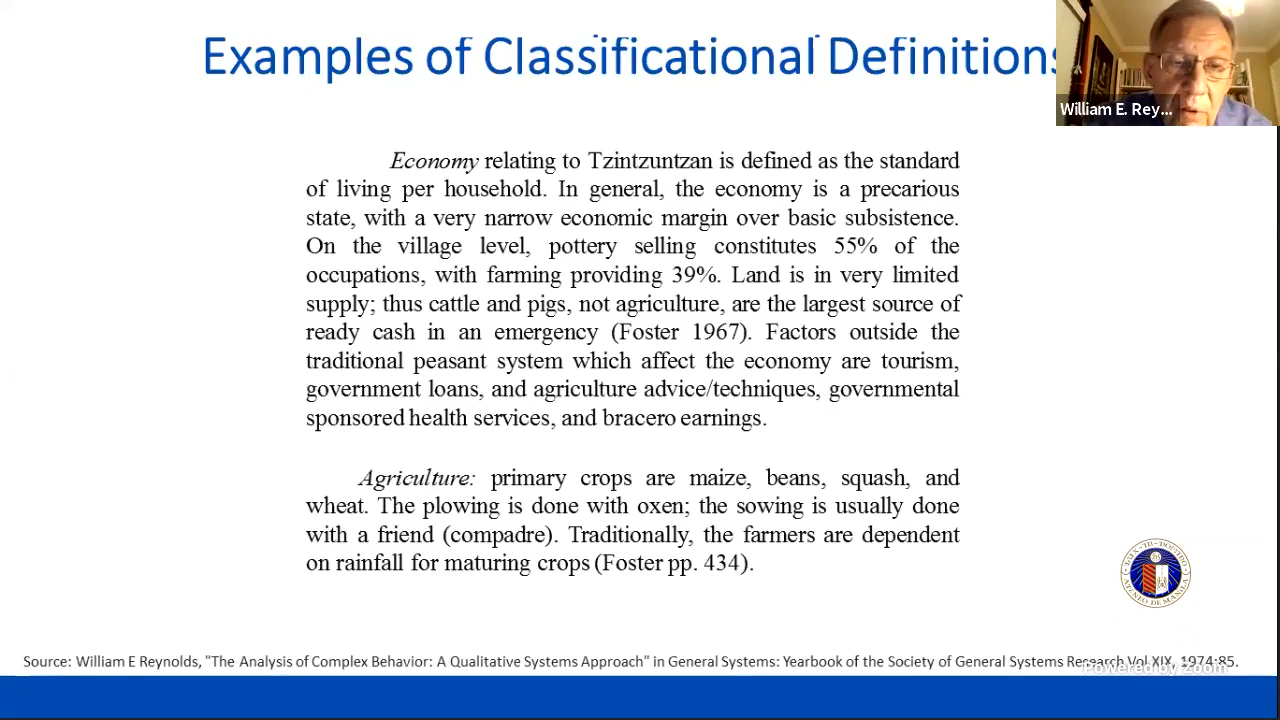 Examples of Classificational Definitions
William E. Rey...
Economy relating to Tzintzuntzan is defined as the standard
of living per household. In general, the economy is a precarious
state, with a very narrow economic margin over basic subsistence.
On the village level, pottery selling constitutes 55% of the
occupations, with farming providing 39%. Land is in very limited
supply; thus cattle and pigs, not agriculture, are the largest source of
ready cash in an emergency (Foster 1967). Factors outside the
traditional peasant system which affect the economy are tourism,
government loans, and agriculture advice/techniques, governmental
sponsored health services, and bracero earnings.
Agriculture: primary crops are maize, beans, squash, and
wheat. The plowing is done with oxen; the sowing is usually done
with a friend (compadre). Traditionally, the farmers are dependent
on rainfall for maturing crops (Foster pp. 434).
ATENEO DE MANILA
Source: William E Reynolds, "The Analysis of Complex Behavior: A Qualitative Systems Approach" in General Systems: Yearbook of the Society of General Systems Research Vol XIX, 1974:85.
Powered by Zoom